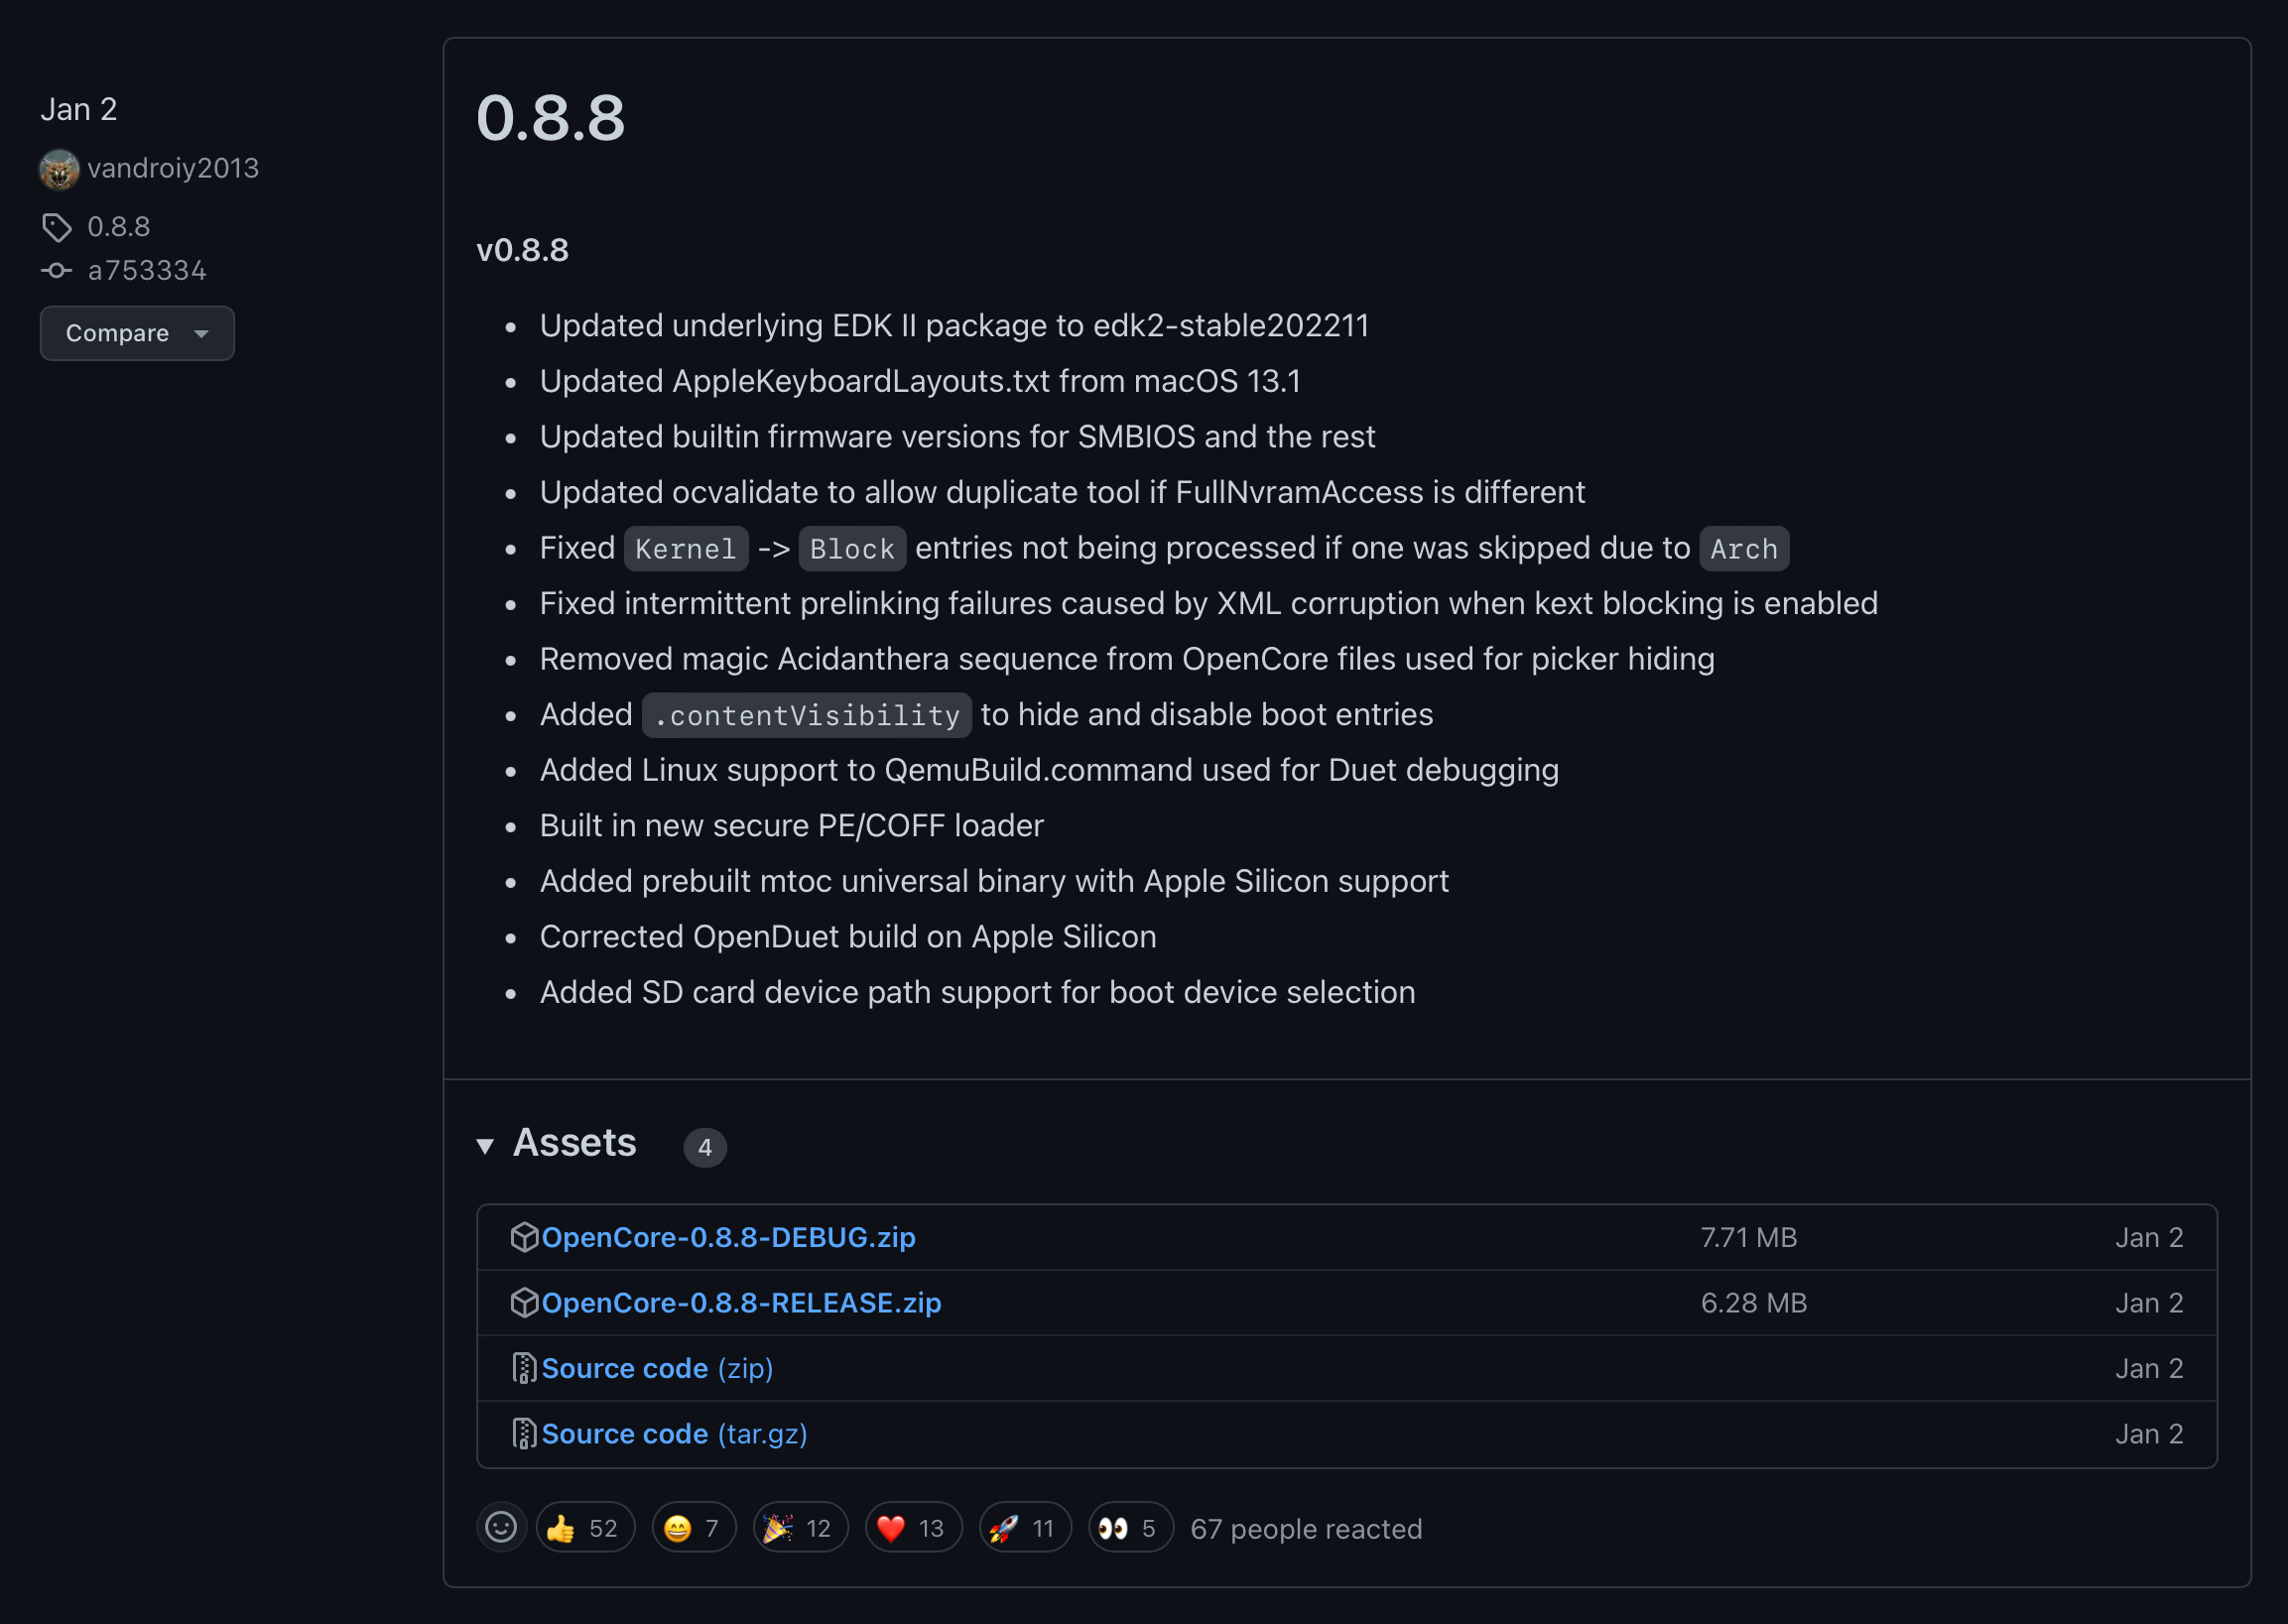 Jan 2
vandroiy2013
0.8.8
a753334
Compare
0.8.8
v0.8.8
Updated underlying EDK II package to edk2-stable202211
Updated AppleKeyboardLayouts.txt from macOS 13.1
Updated builtin firmware versions for SMBIOS and the rest
Updated ocvalidate to allow duplicate tool if FullNvramAccess is different
Fixed Kernel -> Block entries not being processed if one was skipped due to Arch
Fixed intermittent prelinking failures caused by XML corruption when kext blocking is enabled
Removed magic Acidanthera sequence from OpenCore files used for picker hiding
Added .contentVisibility to hide and disable boot entries
Added Linux support to QemuBuild.command used for Duet debugging
Built in new secure PE/COFF loader
Added prebuilt mtoc universal binary with Apple Silicon support
Corrected OpenDuet build on Apple Silicon
Added SD card device path support for boot device selection
Assets 4
OpenCore-0.8.8-DEBUG.zip 7.71 MB Jan 2
OpenCore-0.8.8-RELEASE.zip 6.28 MB Jan 2
Source code (zip) Jan 2
Source code (tar.gz) Jan 2
52 7 12 13 11 5 67 people reacted